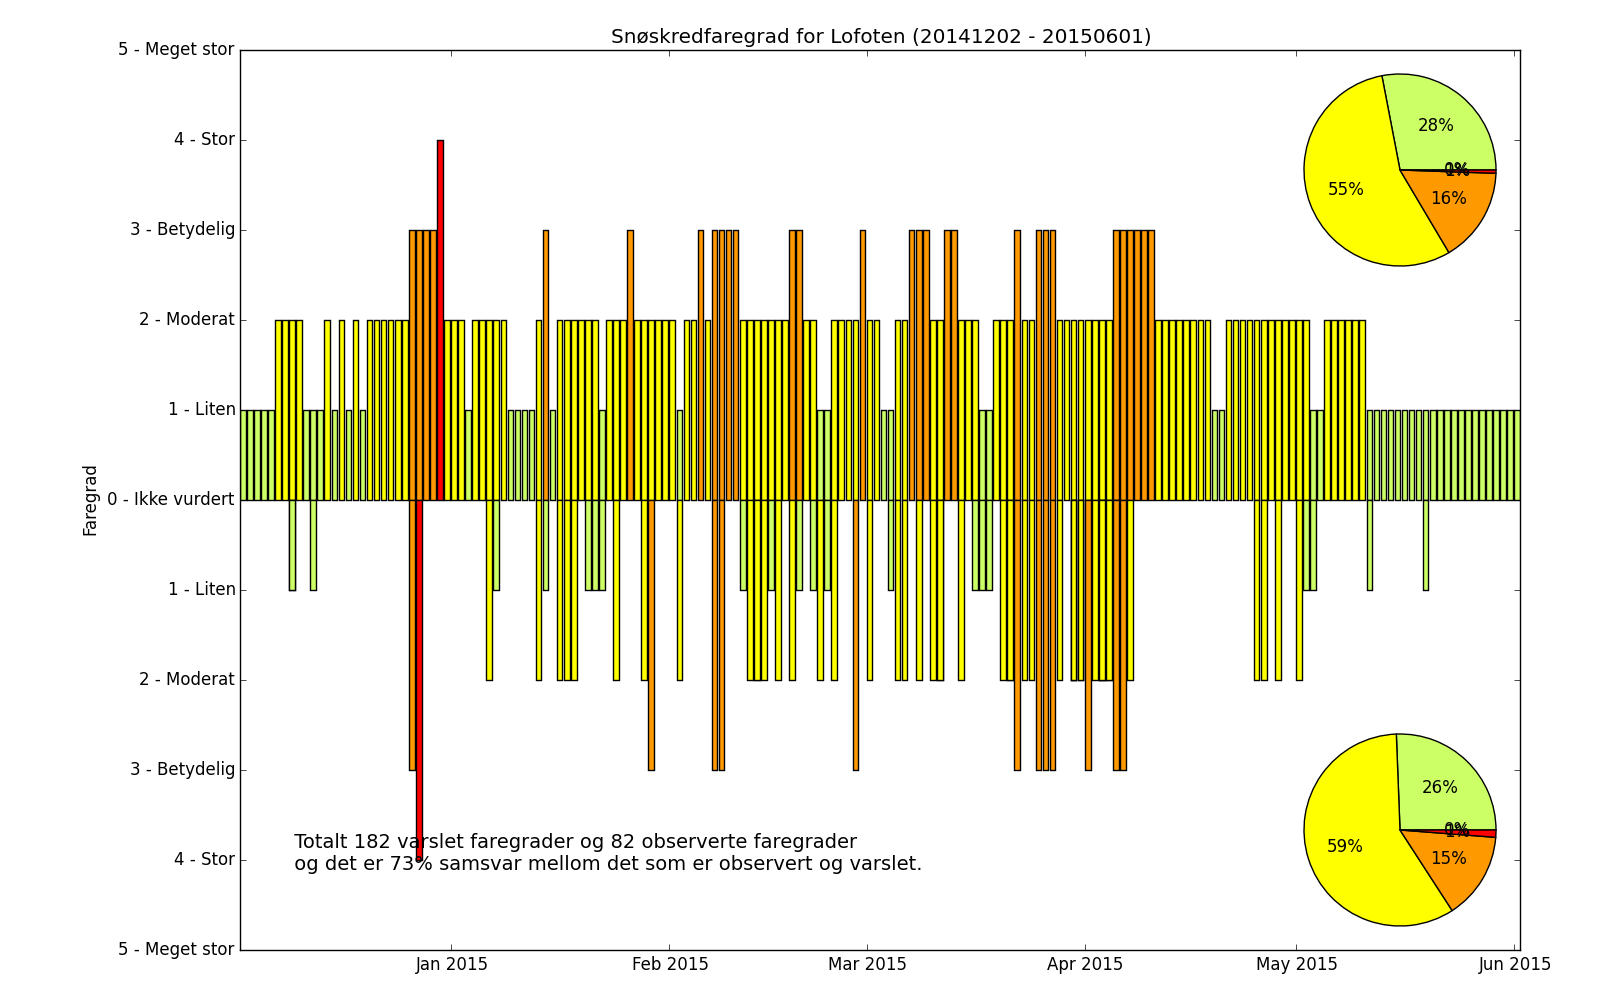 Snøskredfaregrad for Lofoten (20141202 - 20150601)
5 - Meget stor
4 - Stor
3 - Betydelig
2 - Moderat
1 - Liten
0 - Ikke vurdert
1 - Liten
2 - Moderat
3 - Betydelig
4 - Stor
5 - Meget stor
Faregrad
28%
55%
16%
26%
59%
15%
1%
Totalt 182 varslet faregrader og 82 observerte faregrader
og det er 73% samsvar mellom det som er observert og varslet.
Jan 2015
Feb 2015
Mar 2015
Apr 2015
May 2015
Jun 2015